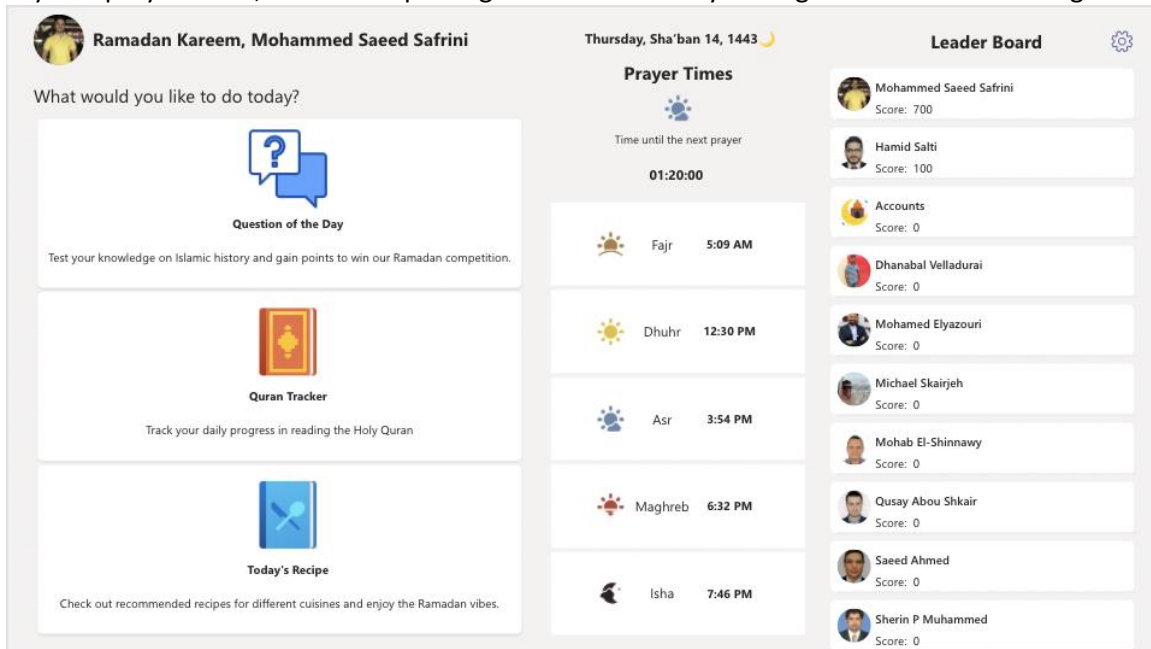 Ramadan Kareem, Mohammed Saeed Safrini
What would you like to do today?
Question of the Day
Test your knowledge on Islamic history and gain points to win our Ramadan competition.
Quran Tracker
Track your daily progress in reading the Holy Quran
Today's Recipe
Check out recommended recipes for different cuisines and enjoy the Ramadan vibes.
Thursday, Sha'ban 14, 1443
Prayer Times
Time until the next prayer
01:20:00
Fajr 5:09 AM
Dhuhr 12:30 PM
Asr 3:54 PM
Maghreb 6:32 PM
Isha 7:46 PM
Leader Board
Mohammed Saeed Safrini
Score: 700
Hamid Salti
Score: 100
Accounts
Score: 0
Dhanabal Velladurai
Score: 0
Mohamed Elyazouri
Score: 0
Michael Skairjeh
Score: 0
Mohab El-Shinnawy
Score: 0
Qusay Abou Shkair
Score: 0
Saeed Ahmed
Score: 0
Sherin P Muhammed
Score: 0